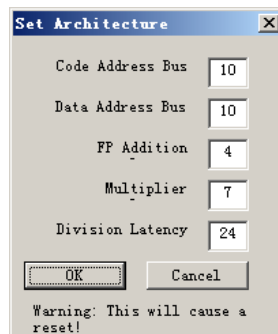 Set Architecture
Code Address Bus 10
Data Address Bus 10
FP Addition 4
Multiplier 7
Division Latency 24
OK Cancel
Warning: This will cause a
reset!